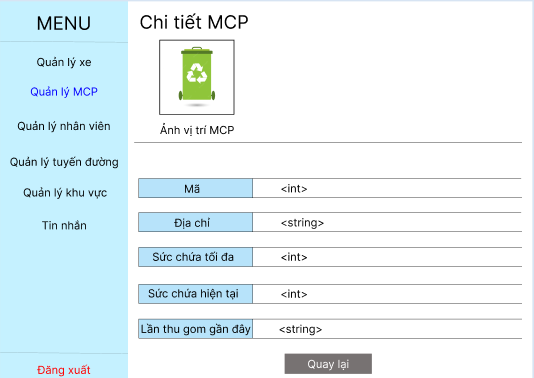 MENU
Quản lý xe
Quản lý MCP
Quản lý nhân viên
Quản lý tuyến đường
Quản lý khu vực
Tin nhắn
Đăng xuất
Chi tiết MCP
Ảnh vị trí MCP
Mã <int>
Địa chỉ <string>
Sức chứa tối đa <int>
Sức chứa hiện tại <int>
Lần thu gom gần đây <string>
Quay lại